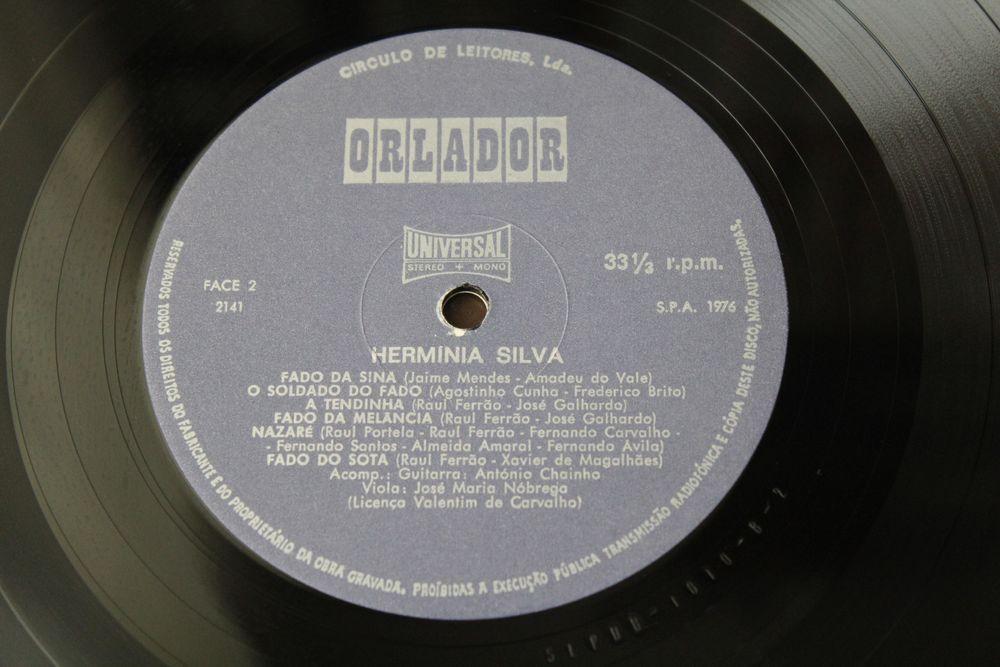 CIRCULO DE LEITORES, Lda.
ORLADOR
UNIVERSAL
STEREO + MONO
33 1/3 r.p.m.
FACE 2
2141
S.P.A. 1976
HERMÍNIA SILVA
FADO DA SINA (Jaime Mendes - Amadeu do Vale)
O SOLDADO DO FADO (Agostinho Cunha - Frederico Brito)
A TENDINHA (Raul Ferrão - José Galhardo)
FADO DA MELANCIA (Raul Ferrão - José Galhardo)
NAZARÉ (Raul Portela - Raul Ferrão - Fernando Carvalho -
- Fernando Santos - Almeida Amaral - Fernando Avila)
FADO DO SOTA (Raul Ferrão - Xavier de Magalhães)
Acomp.: Guitarra: António Chainho
Viola: José Maria Nóbrega
(Licença Valentim de Carvalho)
RESERVADOS TODOS OS DIREITOS DO FABRICANTE E DO PROPRIETÁRIO DA OBRA GRAVADA. PROÍBIDAS A EXECUÇÃO PÚBLICA TRANSMISSÃO RADIOFÓNICA E CÓPIA DESTE DISCO, NÃO AUTORIZADAS.